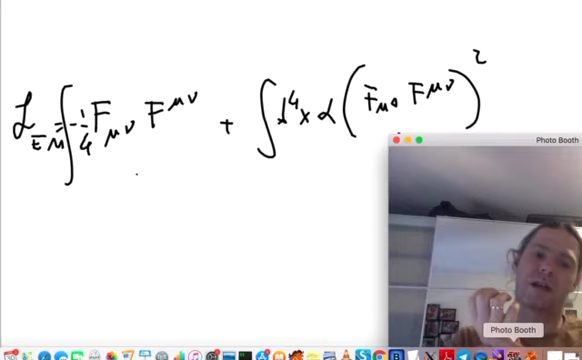 ℒ_EM = ∫ -1/4 F_μν F^μν + ∫ d⁴x α (F_μν F^μν)²
Photo Booth
Photo Booth